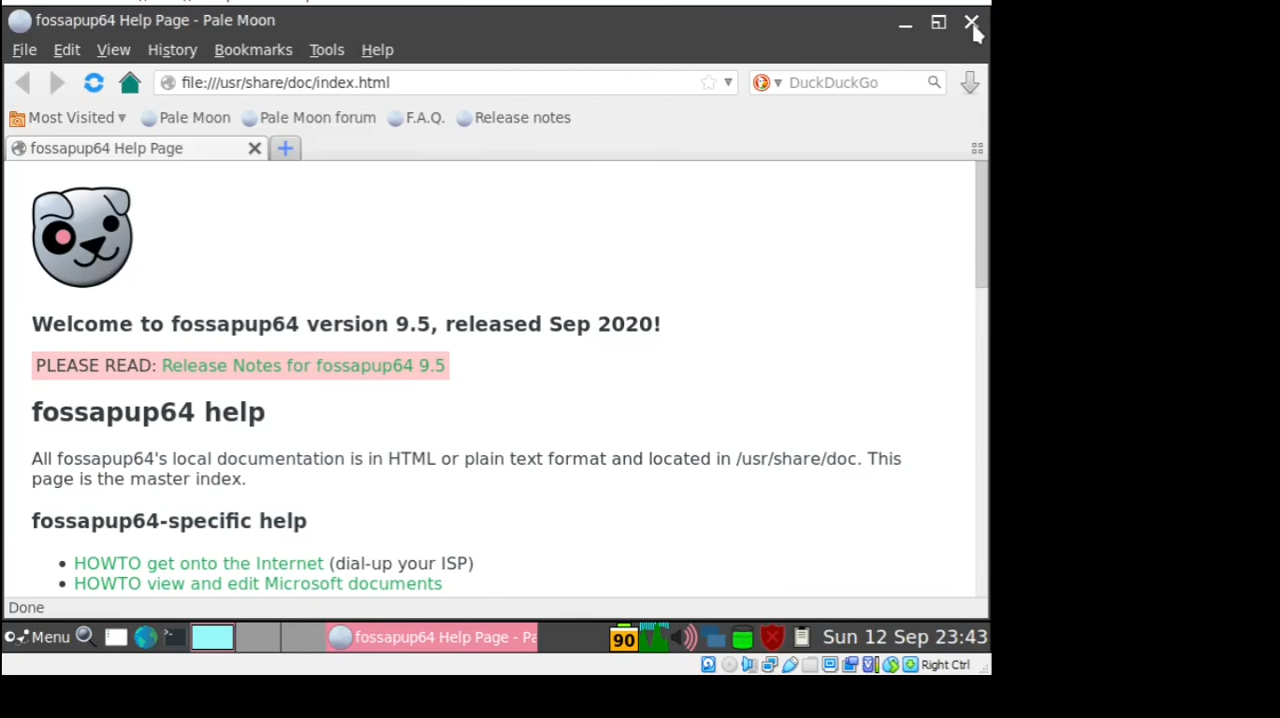 fossapup64 Help Page - Pale Moon
File Edit View History Bookmarks Tools Help
file:///usr/share/doc/index.html DuckDuckGo
Most Visited Pale Moon Pale Moon forum F.A.Q. Release notes
fossapup64 Help Page
Welcome to fossapup64 version 9.5, released Sep 2020!
PLEASE READ: Release Notes for fossapup64 9.5
fossapup64 help
All fossapup64's local documentation is in HTML or plain text format and located in /usr/share/doc. This
page is the master index.
fossapup64-specific help
• HOWTO get onto the Internet (dial-up your ISP)
• HOWTO view and edit Microsoft documents
Done
Menu fossapup64 Help Page - Pa 90 Sun 12 Sep 23:43
Right Ctrl